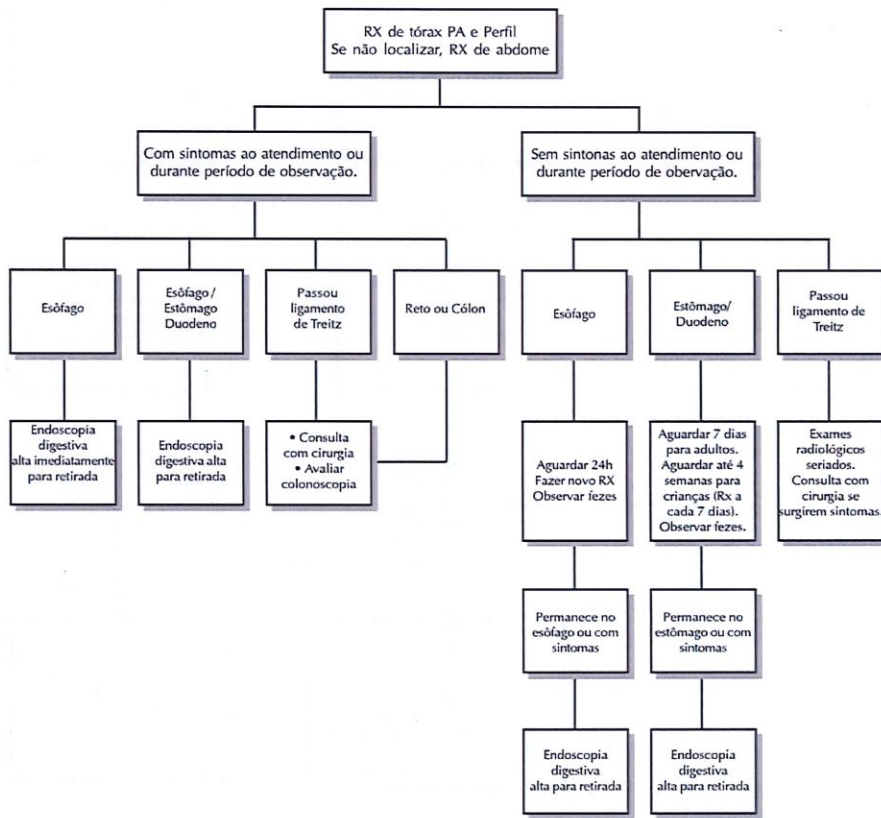 RX de tórax PA e Perfil
Se não localizar, RX de abdome
Com sintomas ao atendimento ou
durante período de observação.
Sem sintonas ao atendimento ou
durante período de obervação.
Esôfago
Esôfago/
Estômago
Duodeno
Passou
ligamento
de Treitz
Reto ou Cólon
Esôfago
Estômago/
Duodeno
Passou
ligamento de
Treitz
Endoscopia
digestiva
alta imediatamente
para retirada
Endoscopia
digestiva alta
para retirada
• Consulta
com cirurgia
• Avaliar
colonoscopia
Aguardar 24h
Fazer novo RX
Observar fezes
Aguardar 7 dias
para adultos.
Aguardar até 4
semanas para
crianças (Rx a
cada 7 dias).
Observar fezes.
Exames
radiológicos
seriados.
Consulta com
cirurgia se
surgirem sintomas.
Permanece no
esôfago ou com
sintomas
Permanece no
estômago ou com
sintomas
Endoscopia
digestiva
alta para retirada
Endoscopia
digestiva
alta para retirada